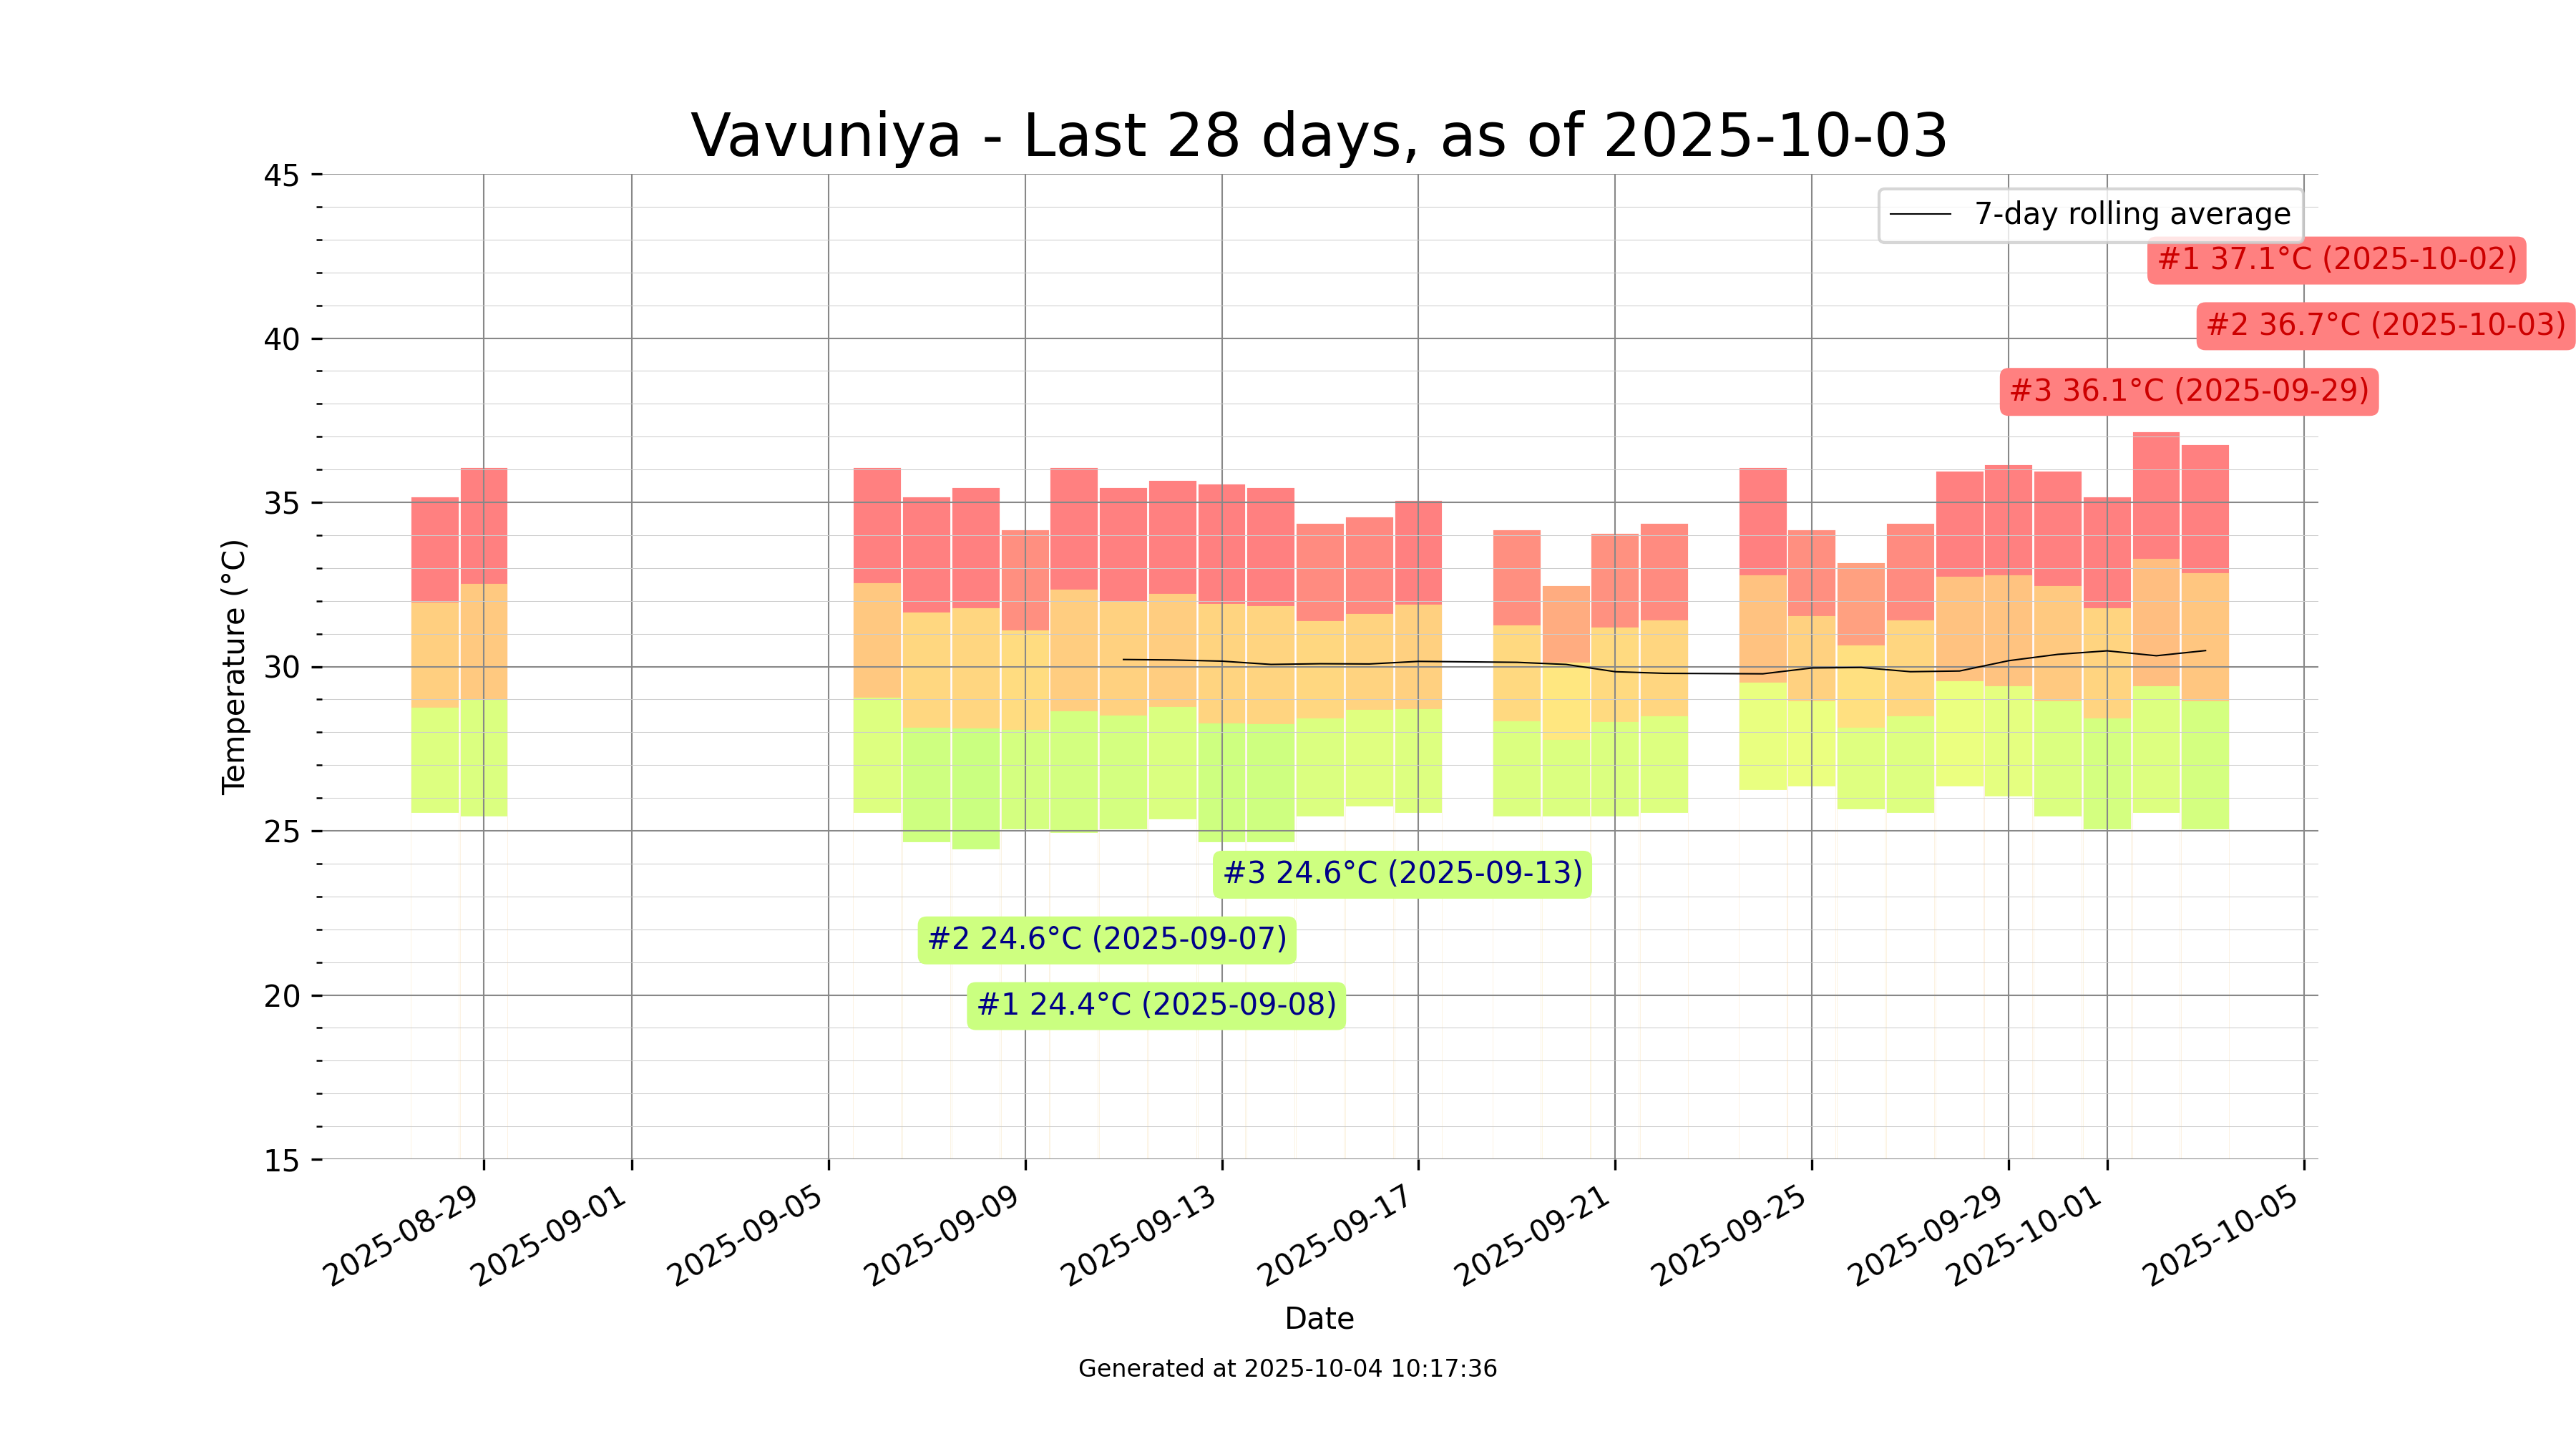 Vavuniya - Last 28 days, as of 2025-10-03
7-day rolling average
#1 37.1°C (2025-10-02)
#2 36.7°C (2025-10-03)
#3 36.1°C (2025-09-29)
45
40
35
30
25
20
15
Temperature (°C)
#3 24.6°C (2025-09-13)
#2 24.6°C (2025-09-07)
#1 24.4°C (2025-09-08)
2025-08-29
2025-09-01
2025-09-05
2025-09-09
2025-09-13
2025-09-17
2025-09-21
2025-09-25
2025-09-29
2025-10-01
2025-10-05
Date
Generated at 2025-10-04 10:17:36